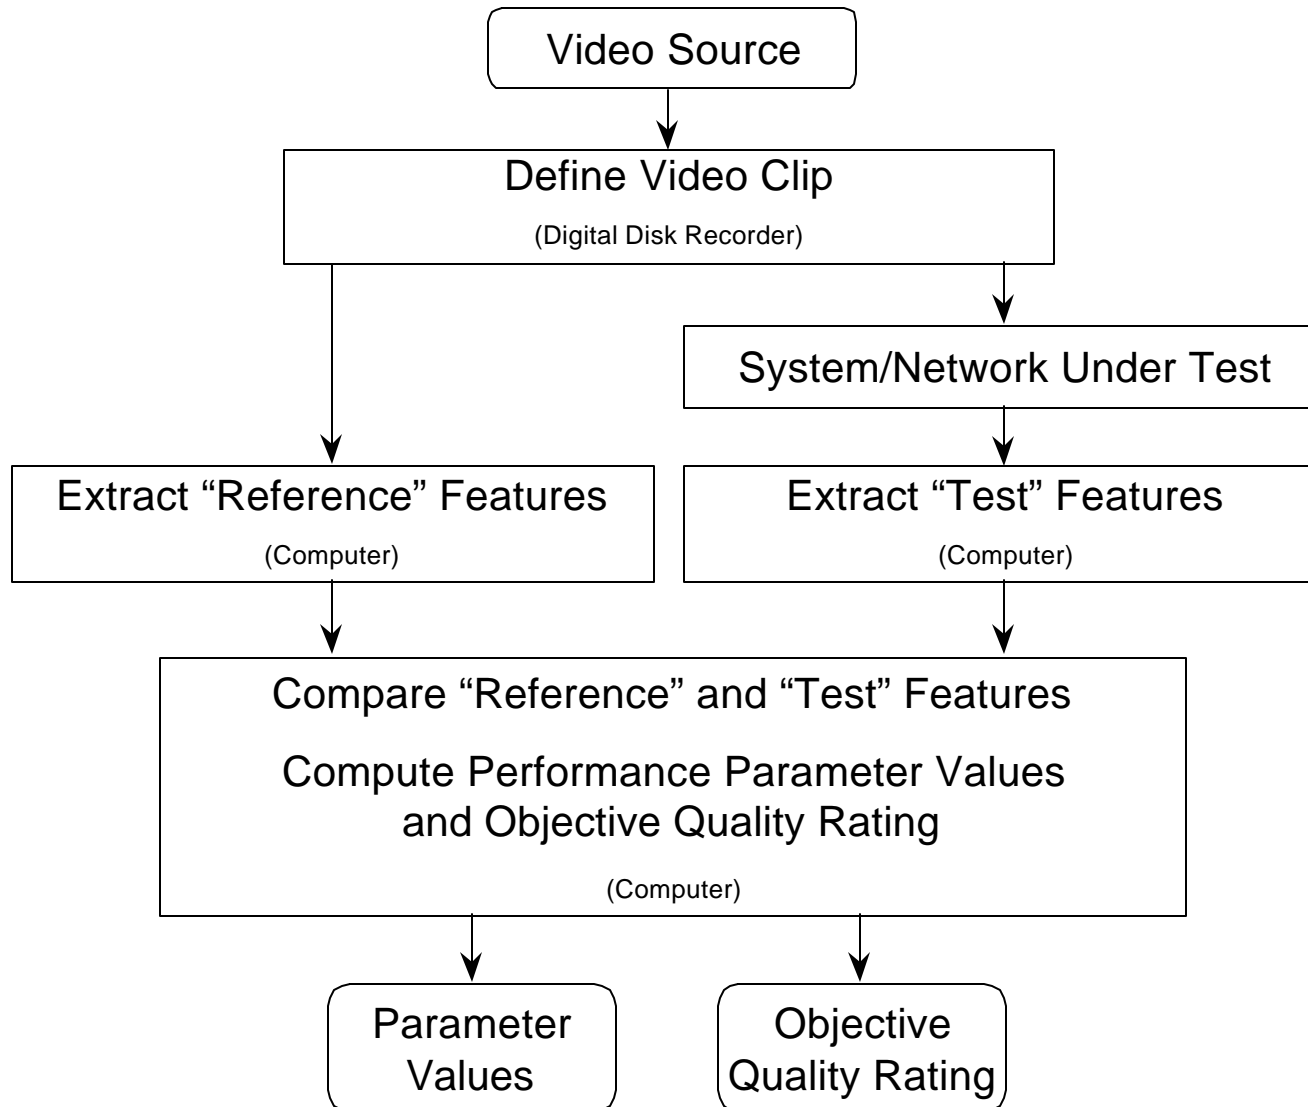 Video Source
Define Video Clip
(Digital Disk Recorder)
System/Network Under Test
Extract “Reference” Features
(Computer)
Extract “Test” Features
(Computer)
Compare “Reference” and “Test” Features
Compute Performance Parameter Values
and Objective Quality Rating
(Computer)
Parameter
Values
Objective
Quality Rating